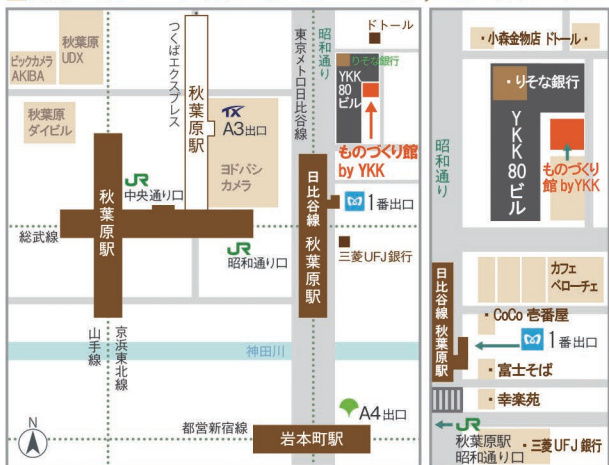 秋葉原
UDX
ビックカメラ
AKIBA
秋葉原
ダイビル
つくばエクスプレス
秋葉原駅
TX
A3出口
ヨドバシ
カメラ
JR
中央通り口
秋葉原駅
総武線
JR
昭和通り口
山手線
京浜東北線
東京メトロ日比谷線
昭和通り
ドトール
りそな銀行
YKK
80
ビル
ものづくり館
by YKK
日比谷線 秋葉原駅
1番出口
三菱UFJ銀行
神田川
A4出口
都営新宿線
岩本町駅
N
・小森金物店 ドトール・
・りそな銀行
YKK80ビル
ものづくり
館 by YKK
昭和通り
カフェ
ベローチェ
日比谷線 秋葉原駅
・CoCo 壱番屋
1番出口
・富士そば
・幸楽苑
JR
秋葉原駅
昭和通り口
・三菱UFJ 銀行